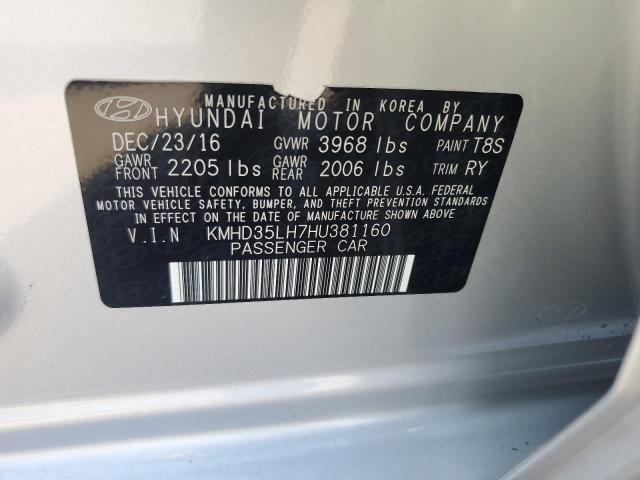 MANUFACTURED IN KOREA BY
HYUNDAI MOTOR COMPANY
DEC/23/16 GVWR 3968 lbs PAINT T8S
GAWR FRONT 2205 lbs GAWR REAR 2006 lbs TRIM RY
THIS VEHICLE CONFORMS TO ALL APPLICABLE U.S.A. FEDERAL
MOTOR VEHICLE SAFETY, BUMPER, AND THEFT PREVENTION STANDARDS
IN EFFECT ON THE DATE OF MANUFACTURE SHOWN ABOVE
V.I.N KMHD35LH7HU381160
PASSENGER CAR